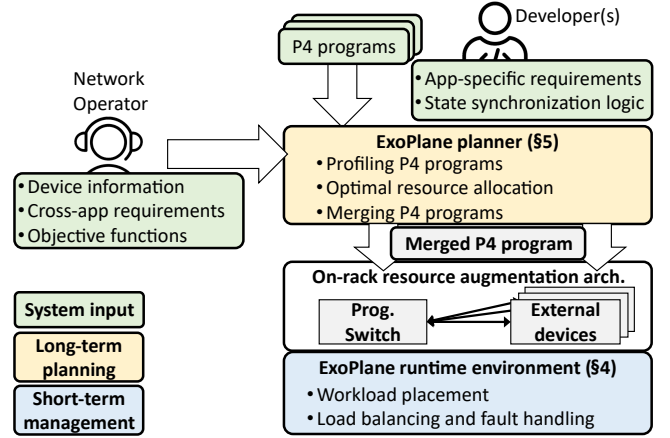 Developer(s)
P4 programs
• App-specific requirements
• State synchronization logic
Network
Operator
• Device information
• Cross-app requirements
• Objective functions
ExoPlane planner (§5)
• Profiling P4 programs
• Optimal resource allocation
• Merging P4 programs
Merged P4 program
On-rack resource augmentation arch.
Prog.
Switch
External
devices
ExoPlane runtime environment (§4)
• Workload placement
• Load balancing and fault handling
System input
Long-term
planning
Short-term
management